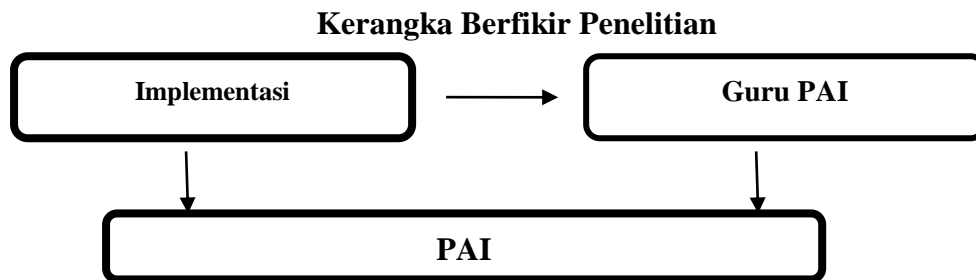 Kerangka Berfikir Penelitian
Implementasi
Guru PAI
PAI